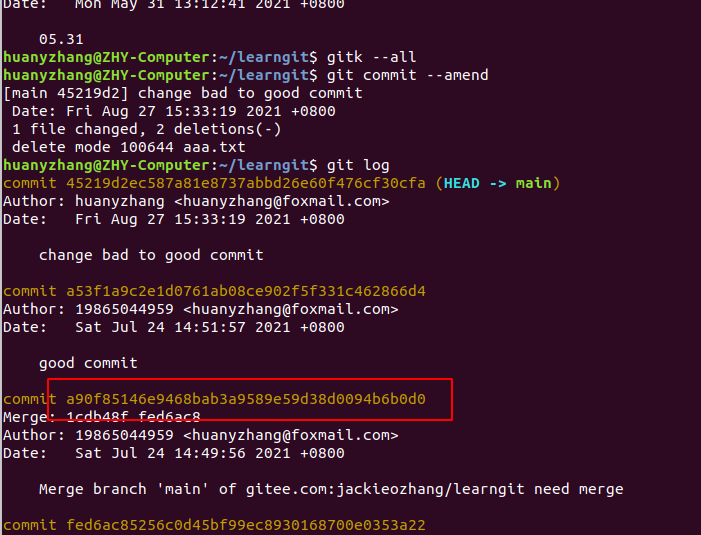 Date:   Mon May 31 13:12:41 2021 +0800
05.31
huanyzhang@ZHY-Computer:~/learngit$ gitk --all
huanyzhang@ZHY-Computer:~/learngit$ git commit --amend
[main 45219d2] change bad to good commit
Date: Fri Aug 27 15:33:19 2021 +0800
1 file changed, 2 deletions(-)
delete mode 100644 aaa.txt
huanyzhang@ZHY-Computer:~/learngit$ git log
commit 45219d2ec587a81e8737abbd26e60f476cf30cfa (HEAD -> main)
Author: huanyzhang <huanyzhang@foxmail.com>
Date:   Fri Aug 27 15:33:19 2021 +0800
change bad to good commit
commit a53f1a9c2e1d0761ab08ce902f5f331c462866d4
Author: 19865044959 <huanyzhang@foxmail.com>
Date:   Sat Jul 24 14:51:57 2021 +0800
good commit
commit a90f85146e9468bab3a9589e59d38d0094b6b0d0
Merge: 1cdb48f fed6ac8
Author: 19865044959 <huanyzhang@foxmail.com>
Date:   Sat Jul 24 14:49:56 2021 +0800
Merge branch 'main' of gitee.com:jackieozhang/learngit need merge
commit fed6ac85256c0d45bf99ec8930168700e0353a22